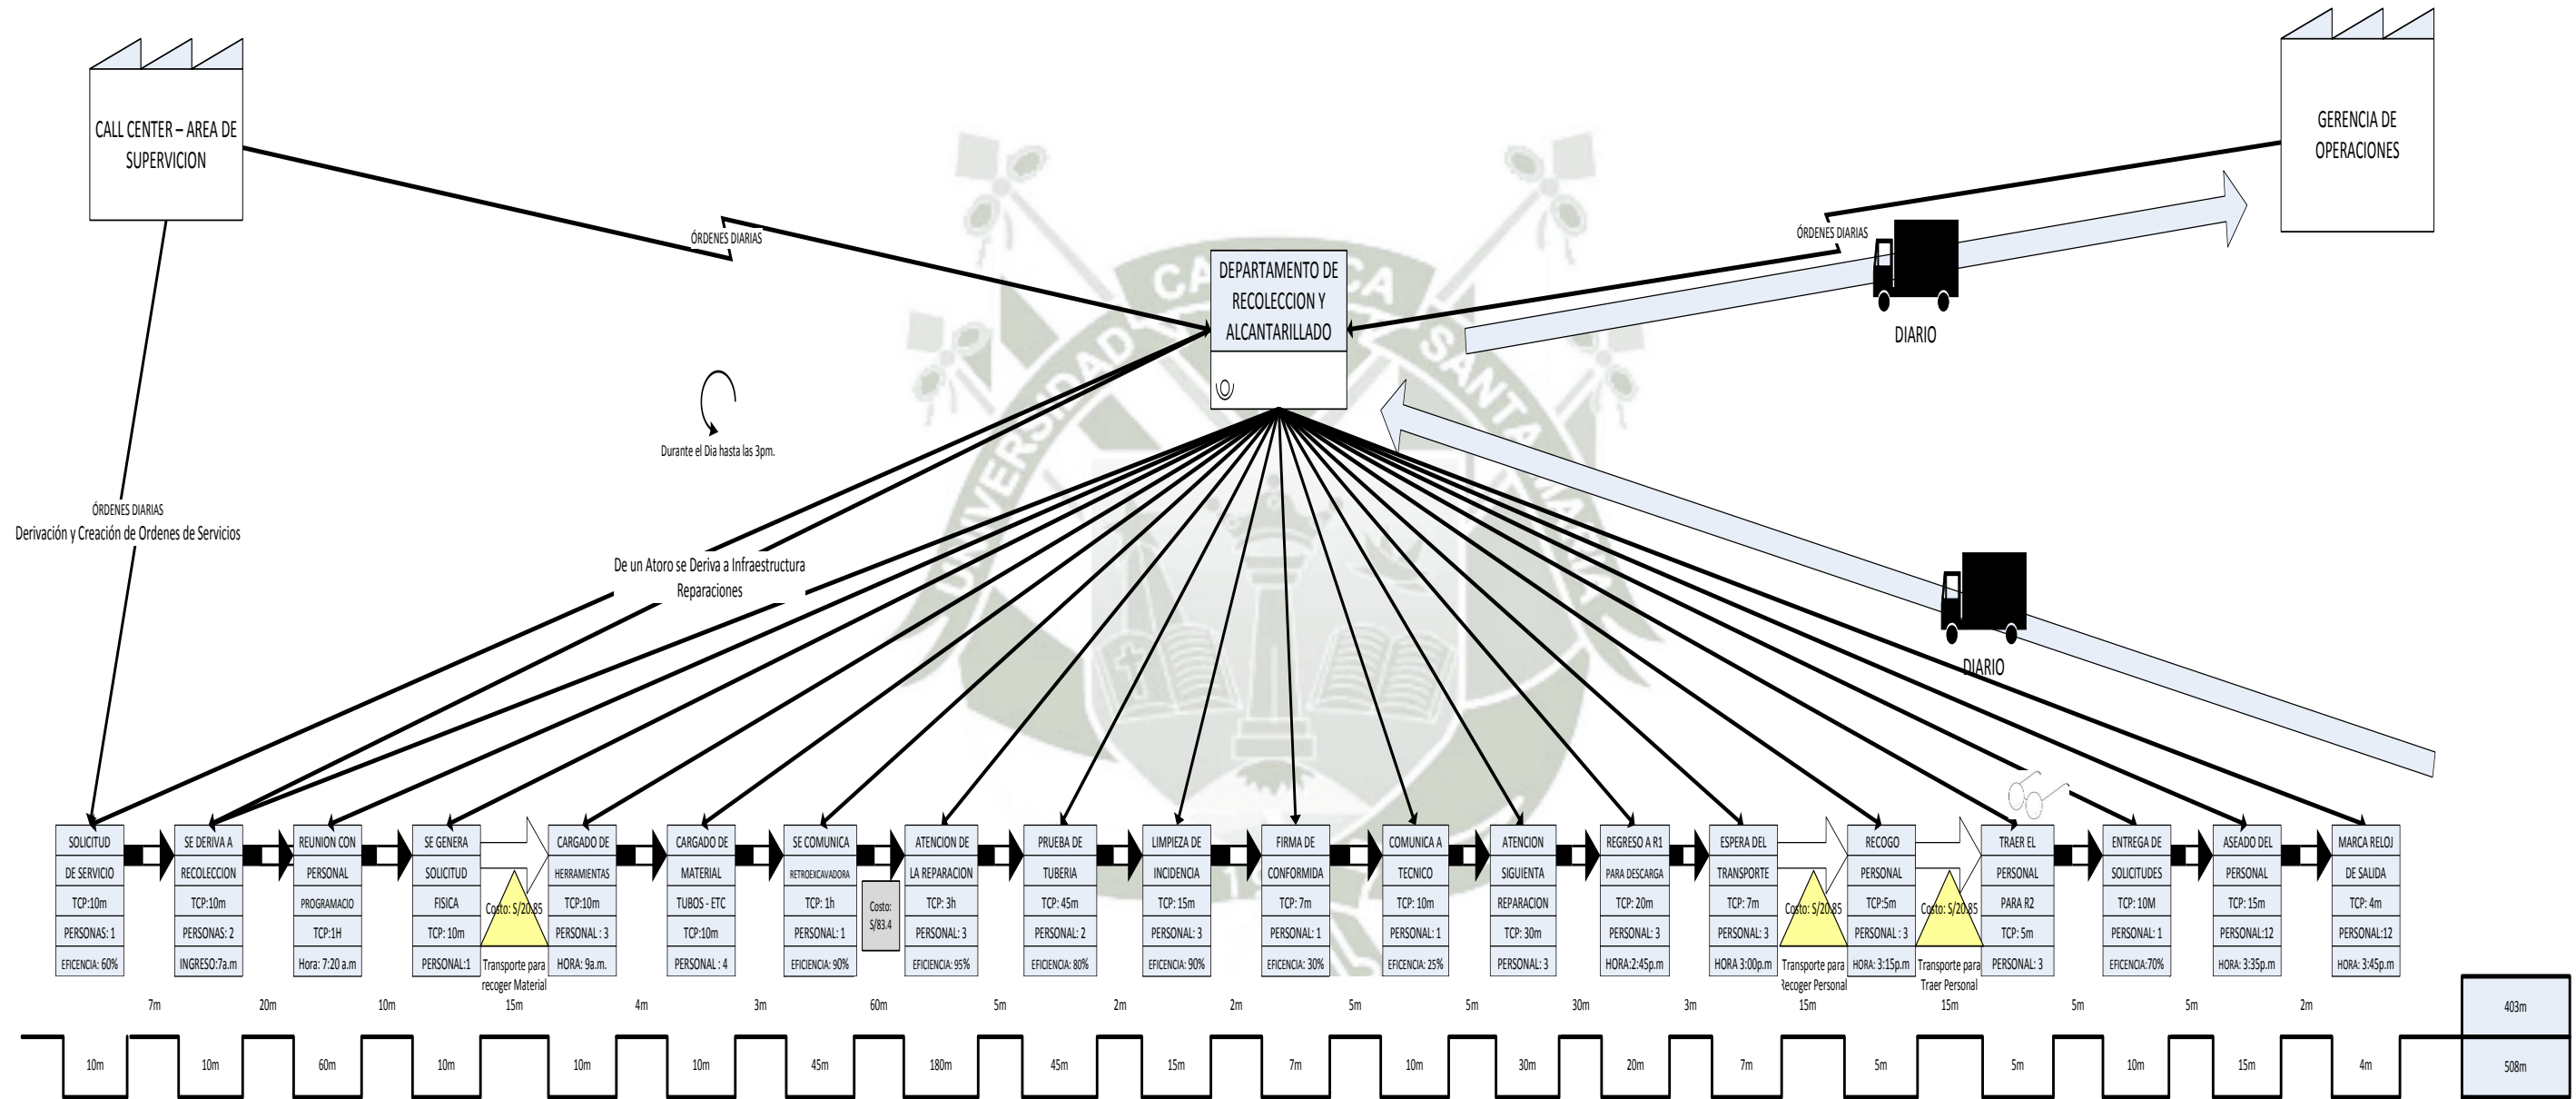 CALL CENTER – AREA DE
SUPERVICION
GERENCIA DE
OPERACIONES
ÓRDENES DIARIAS
ÓRDENES DIARIAS
DEPARTAMENTO DE
RECOLECCION Y
ALCANTARILLADO
DIARIO
Durante el Dia hasta las 3pm.
ÓRDENES DIARIAS
Derivación y Creación de Ordenes de Servicios
De un Atoro se Deriva a Infraestructura
Reparaciones
DIARIO
UNIVERSIDAD CATOLICA SANTA MARIA
SOLICITUD
DE SERVICIO
TCP:10m
PERSONAS: 1
EFICENCIA: 60%
SE DERIVA A
RECOLECCION
TCP:10m
PERSONAS: 2
INGRESO:7a.m
REUNION CON
PERSONAL
PROGRAMACIO
TCP:1H
Hora: 7:20 a.m
SE GENERA
SOLICITUD
FISICA
TCP: 10m
PERSONAL:1
Costo: S/20.85
Transporte para
recoger Material
CARGADO DE
HERRAMIENTAS
TCP:10m
PERSONAL : 3
HORA: 9a.m.
CARGADO DE
MATERIAL
TUBOS - ETC
TCP:10m
PERSONAL : 4
SE COMUNICA
RETROEXCAVADORA
TCP: 1h
PERSONAL: 1
EFICIENCIA: 90%
Costo:
S/83.4
ATENCION DE
LA REPARACION
TCP: 3h
PERSONAL: 3
EFICIENCIA: 95%
PRUEBA DE
TUBERIA
TCP: 45m
PERSONAL: 2
EFICIENCIA: 80%
LIMPIEZA DE
INCIDENCIA
TCP: 15m
PERSONAL: 3
EFICENCIA: 90%
FIRMA DE
CONFORMIDA
TCP: 7m
PERSONAL: 1
EFICENCIA: 30%
COMUNICA A
TECNICO
TCP: 10m
PERSONAL: 1
EFICENCIA: 25%
ATENCION
SIGUIENTA
REPARACION
TCP: 30m
PERSONAL: 3
REGRESO A R1
PARA DESCARGA
TCP: 20m
PERSONAL: 3
HORA:2:45p.m
ESPERA DEL
TRANSPORTE
TCP: 7m
PERSONAL: 3
HORA 3:00p.m
Costo: S/20.85
Transporte para
Recoger Personal
RECOGO
PERSONAL
TCP:5m
PERSONAL : 3
HORA: 3:15p.m
Costo: S/20.85
Transporte para
Traer Personal
TRAER EL
PERSONAL
PARA R2
TCP: 5m
PERSONAL: 3
ENTREGA DE
SOLICITUDES
TCP: 10M
PERSONAL: 1
EFICENCIA:70%
ASEADO DEL
PERSONAL
TCP: 15m
PERSONAL:12
HORA: 3:35p.m
MARCA RELOJ
DE SALIDA
TCP: 4m
PERSONAL:12
HORA: 3:45p.m
7m 20m 10m 15m 4m 3m 60m 5m 2m 2m 5m 5m 30m 3m 15m 15m 5m 5m 2m 403m
10m 10m 60m 10m 10m 10m 45m 180m 45m 15m 7m 10m 30m 20m 7m 5m 5m 10m 15m 4m 508m